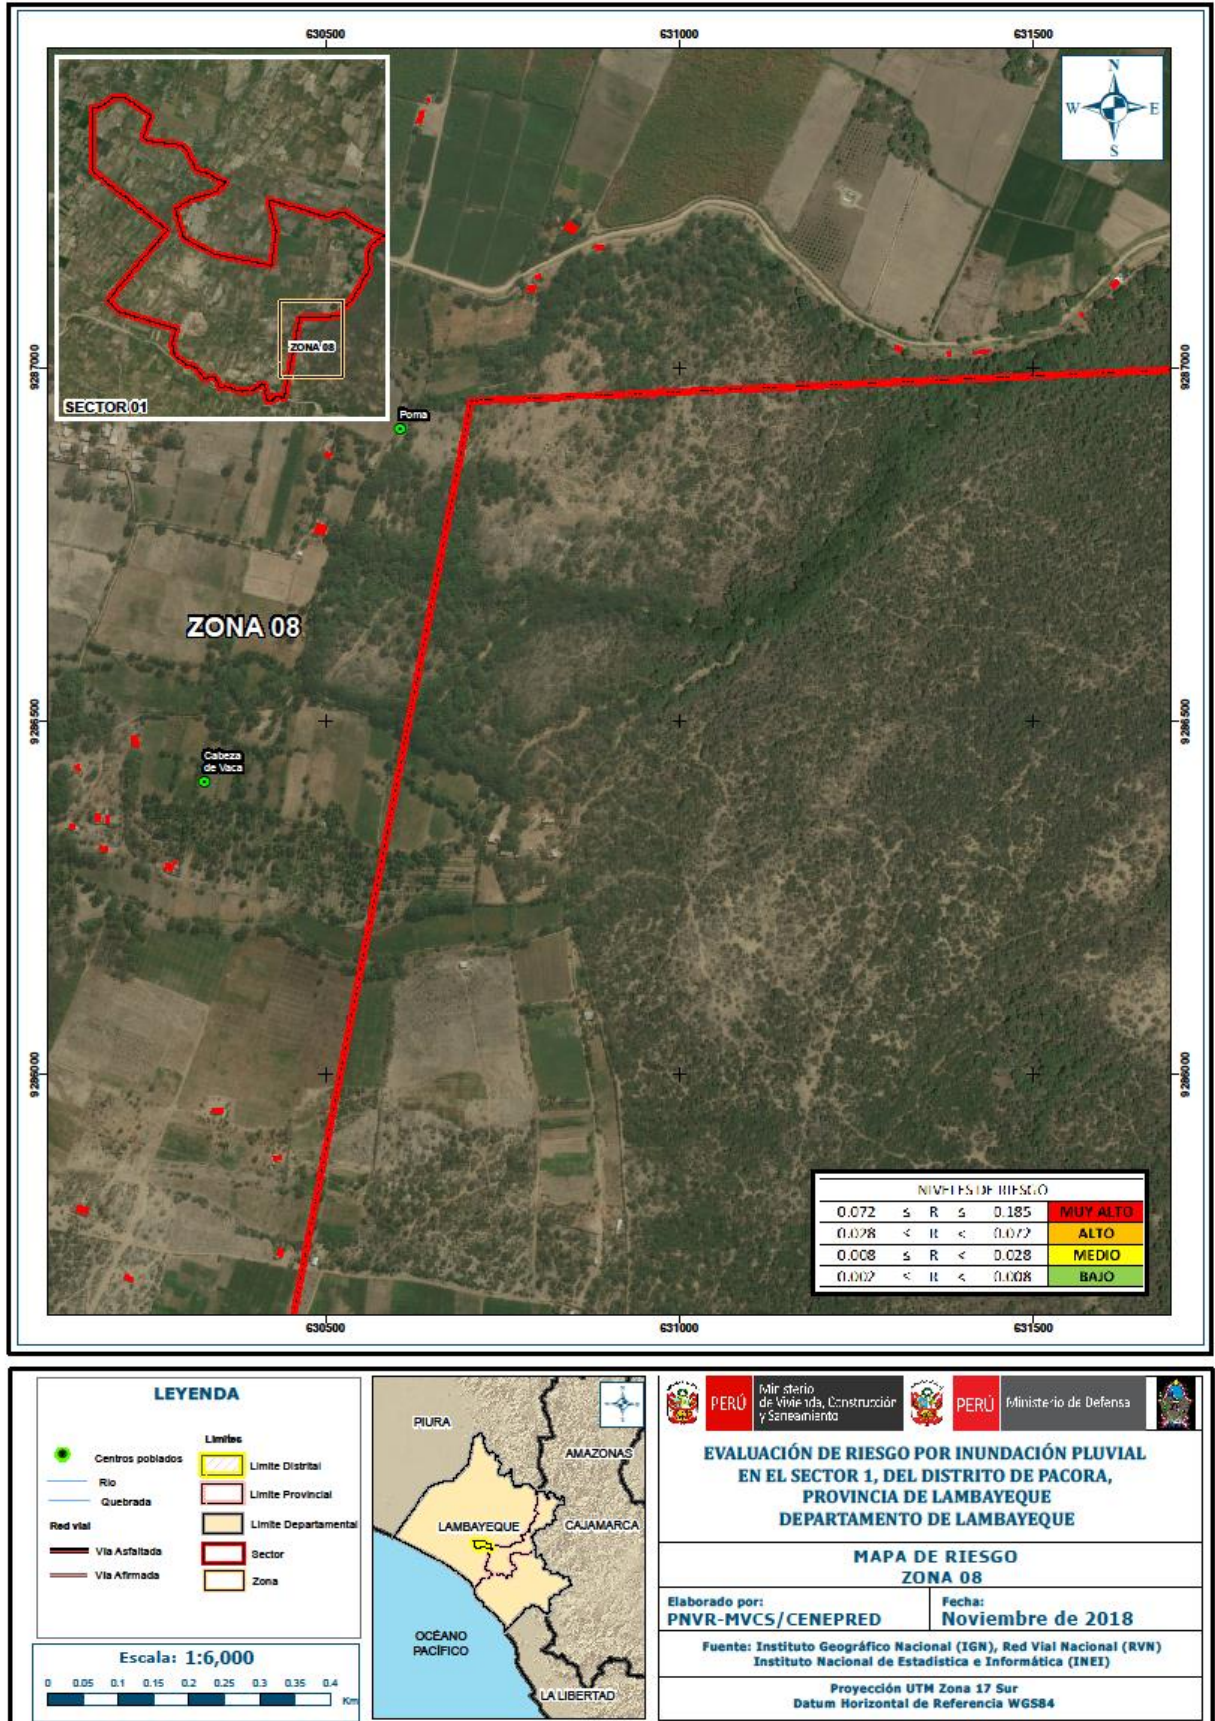 630500 631000 631500
N
W E
S
ZONA 08
SECTOR 01
9287000 9287000
Poma
ZONA 08
9286500 9286500
Cabeza
de Vaca
9286000 9286000
NIVELES DE RIESGO
0.072 ≤ R ≤ 0.185 MUY ALTO
0.028 < R < 0.072 ALTO
0.008 ≤ R < 0.028 MEDIO
0.002 < R < 0.008 BAJO
630500 631000 631500
LEYENDA
Centros poblados
Rio
Quebrada
Red vial
Via Asfaltada
Via Afirmada
Limites
Limite Distrital
Limite Provincial
Limite Departamental
Sector
Zona
Escala: 1:6,000
0 0.05 0.1 0.15 0.2 0.25 0.3 0.35 0.4
Km
PIURA
AMAZONAS
LAMBAYEQUE
CAJAMARCA
OCÉANO
PACÍFICO
LA LIBERTAD
PERÚ
Ministerio
de Vivienda, Construcción
y Saneamiento
PERÚ
Ministerio de Defensa
EVALUACIÓN DE RIESGO POR INUNDACIÓN PLUVIAL
EN EL SECTOR 1, DEL DISTRITO DE PACORA,
PROVINCIA DE LAMBAYEQUE
DEPARTAMENTO DE LAMBAYEQUE
MAPA DE RIESGO
ZONA 08
Elaborado por:
PNVR-MVCS/CENEPRED
Fecha:
Noviembre de 2018
Fuente: Instituto Geográfico Nacional (IGN), Red Vial Nacional (RVN)
Instituto Nacional de Estadística e Informática (INEI)
Proyección UTM Zona 17 Sur
Datum Horizontal de Referencia WGS84